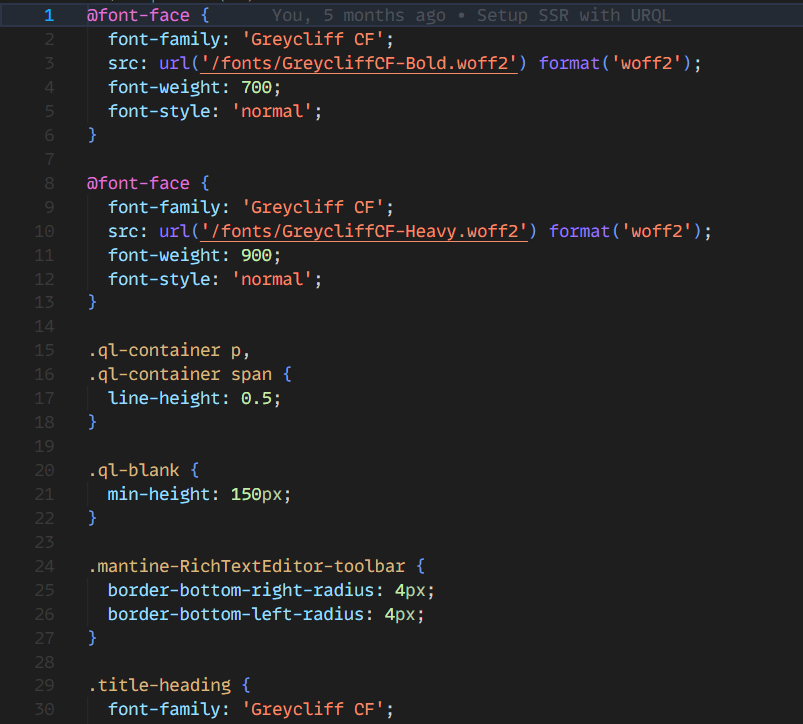 1 @font-face { You, 5 months ago • Setup SSR with URQL
2 font-family: 'Greycliff CF';
3 src: url('/fonts/GreycliffCF-Bold.woff2') format('woff2');
4 font-weight: 700;
5 font-style: 'normal';
6 }
7
8 @font-face {
9 font-family: 'Greycliff CF';
10 src: url('/fonts/GreycliffCF-Heavy.woff2') format('woff2');
11 font-weight: 900;
12 font-style: 'normal';
13 }
14
15 .ql-container p,
16 .ql-container span {
17 line-height: 0.5;
18 }
19
20 .ql-blank {
21 min-height: 150px;
22 }
23
24 .mantine-RichTextEditor-toolbar {
25 border-bottom-right-radius: 4px;
26 border-bottom-left-radius: 4px;
27 }
28
29 .title-heading {
30 font-family: 'Greycliff CF';